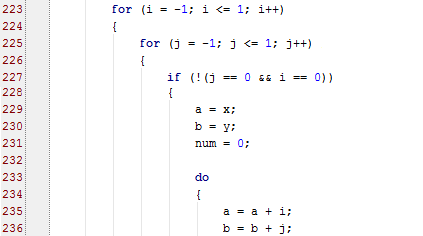 223 for (i = -1; i <= 1; i++)
224 {
225 for (j = -1; j <= 1; j++)
226 {
227 if (!(j == 0 && i == 0))
228 {
229 a = x;
230 b = y;
231 num = 0;
232
233 do
234 {
235 a = a + i;
236 b = b + j;